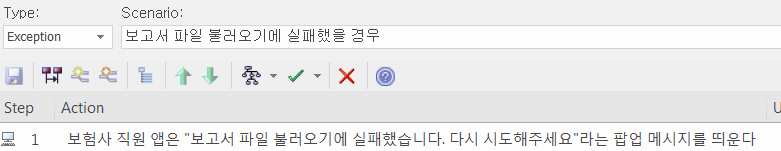 Type: Scenario:
Exception 보고서 파일 불러오기에 실패했을 경우
Step Action U
1 보험사 직원 앱은 "보고서 파일 불러오기에 실패했습니다. 다시 시도해주세요"라는 팝업 메시지를 띄운다